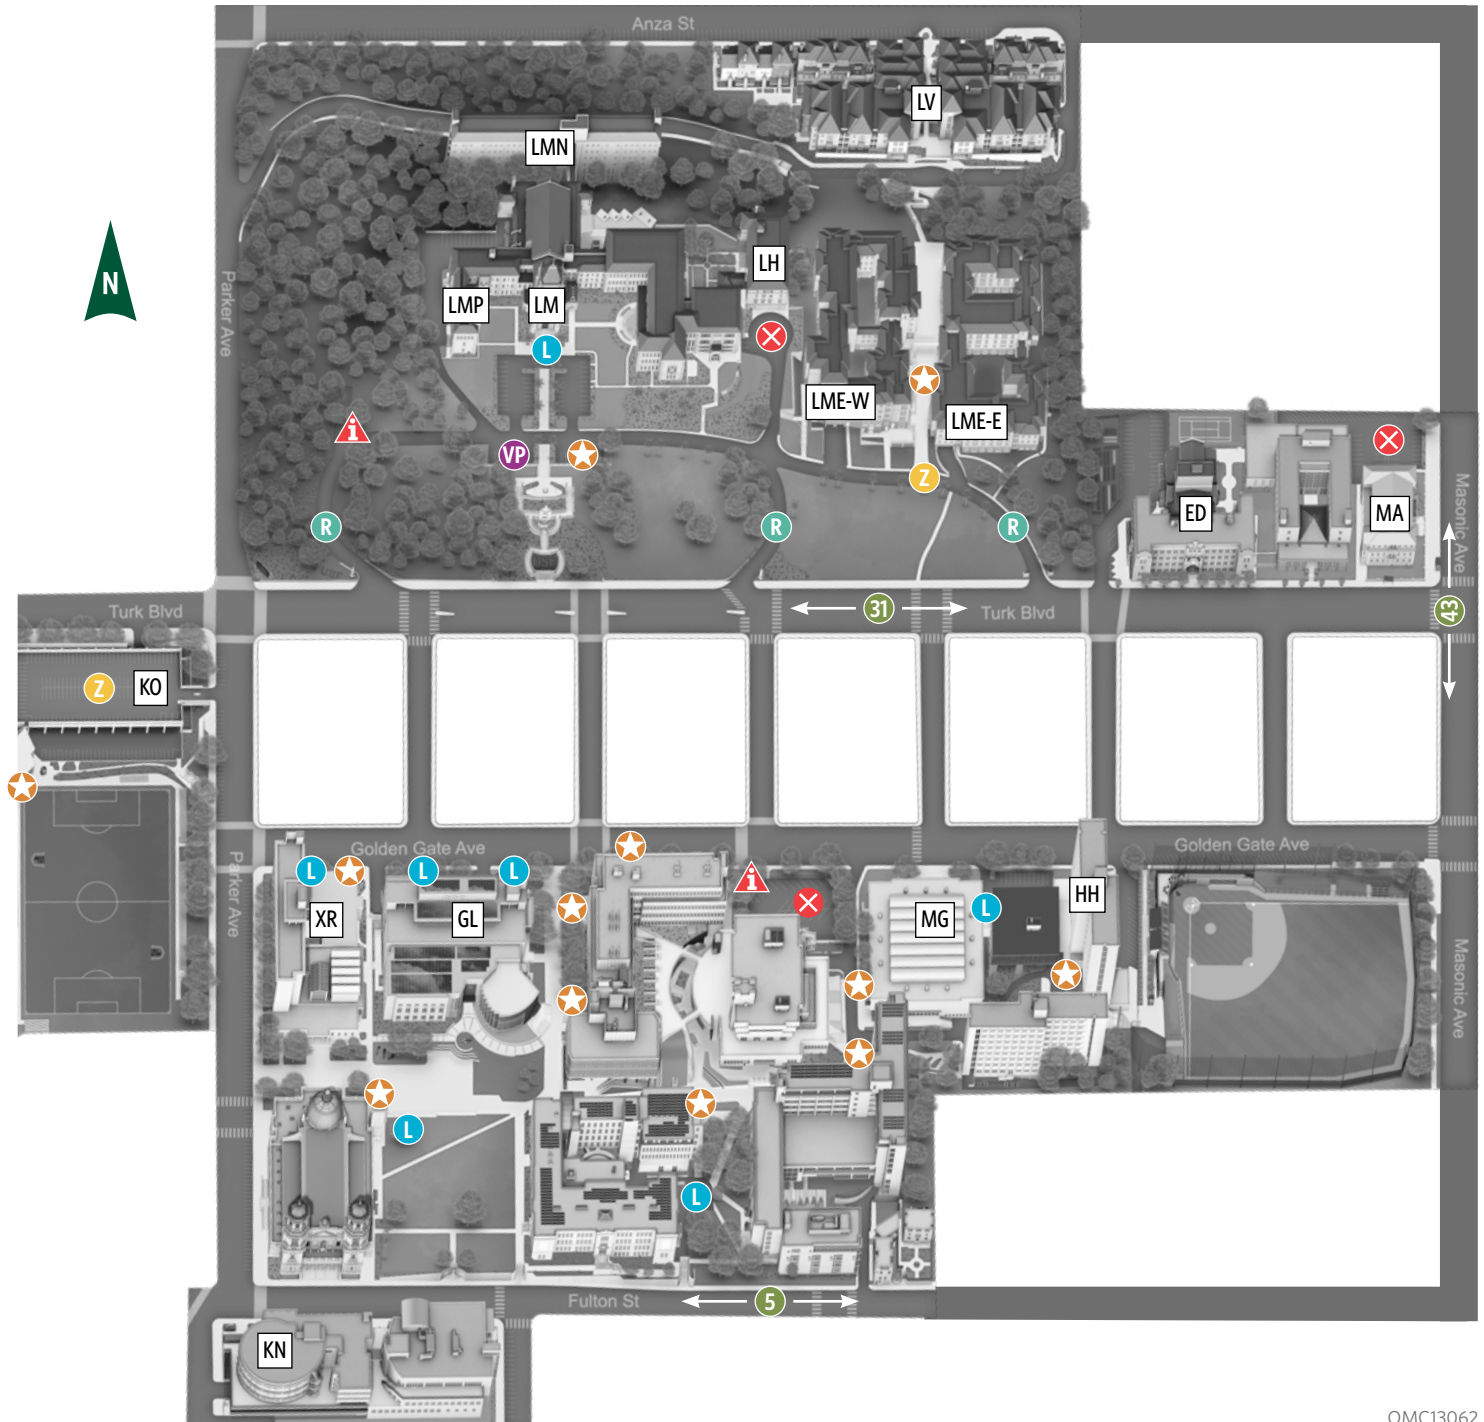 Anza St
LV
LMN
N
LH
Parker Ave
LMP
LM
L
LME-W
LME-E
i
VP
Z
Masonic Ave
ED
MA
R
R
R
Turk Blvd
31
Turk Blvd
43
Z
KO
Golden Gate Ave
Golden Gate Ave
Parker Ave
L
L
L
i
HH
XR
GL
MG
L
Masonic Ave
L
L
Fulton St
5
KN
OMC13062